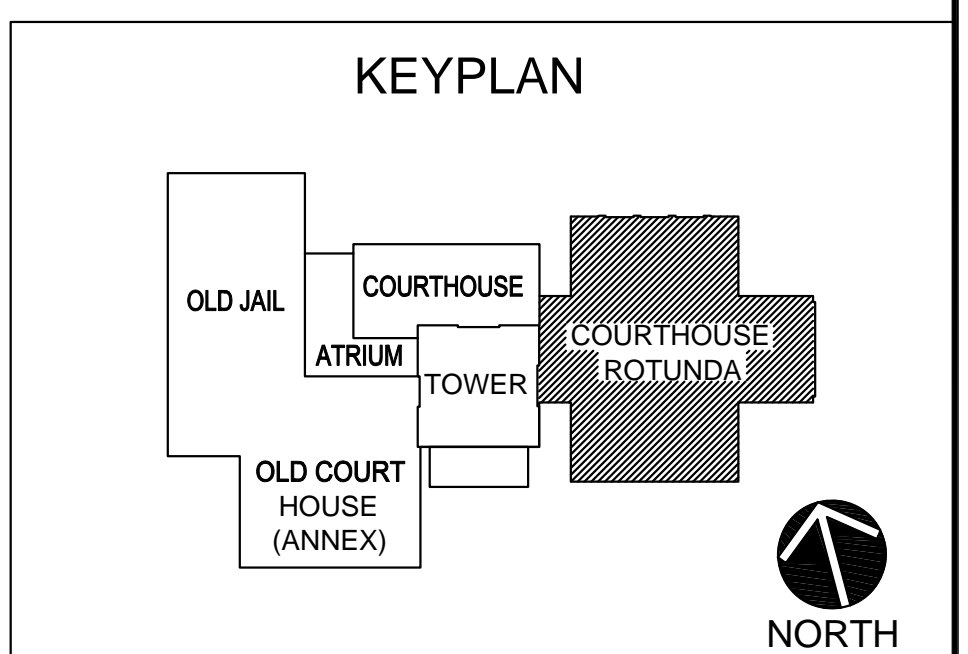 KEYPLAN
OLD JAIL
COURTHOUSE
ATRIUM
TOWER
COURTHOUSE
ROTUNDA
OLD COURT
HOUSE
(ANNEX)
NORTH